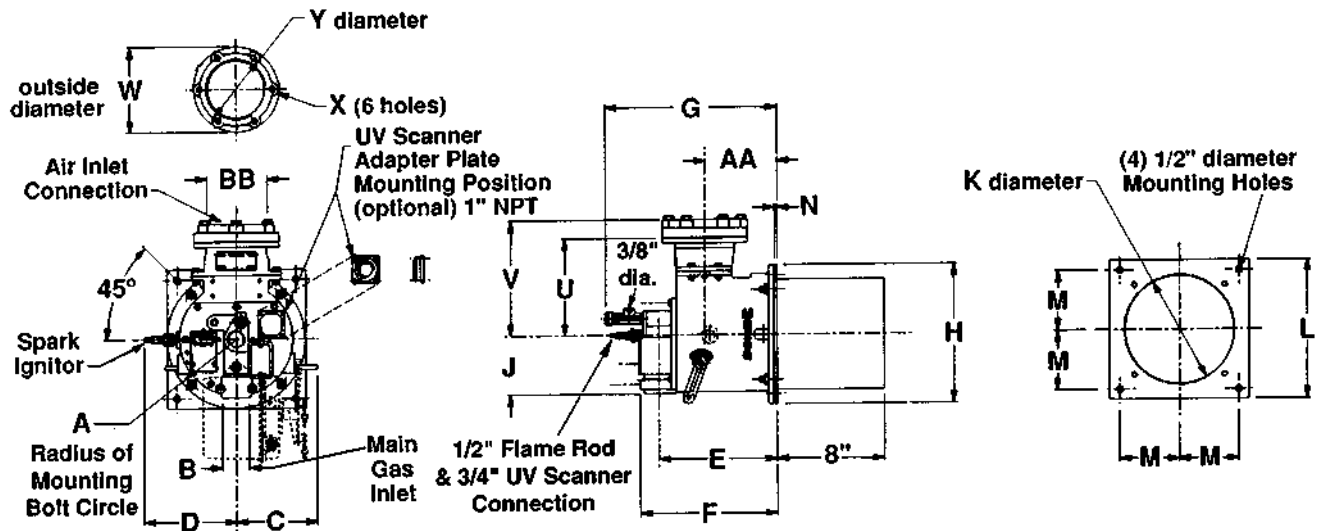 Y diameter
W
outside
diameter
X (6 holes)
UV Scanner
Adapter Plate
Mounting Position
(optional) 1" NPT
Air Inlet
Connection
BB
45°
Spark
Ignitor
A
Radius of
Mounting
Bolt Circle
B
Main
Gas
Inlet
D
C
G
AA
N
V
U
3/8"
dia.
J
H
1/2" Flame Rod
& 3/4" UV Scanner
Connection
E
8"
F
K diameter
(4) 1/2" diameter
Mounting Holes
M
M
L
M
M